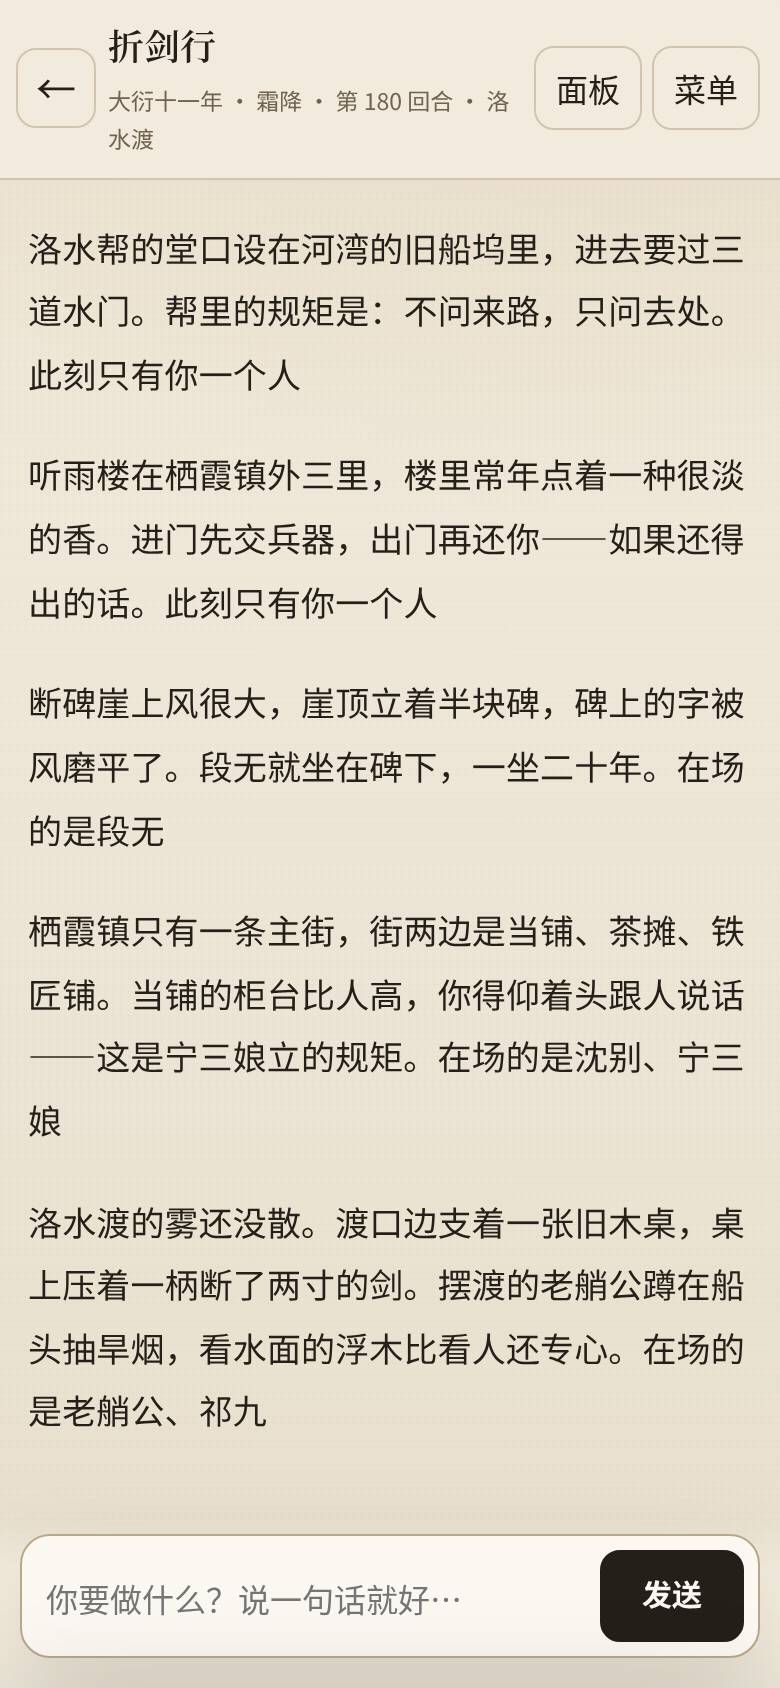 折剑行
大衍十一年 · 霜降 · 第 180 回合 · 洛
水渡
←
面板
菜单
洛水帮的堂口设在河湾的旧船坞里，进去要过三
道水门。帮里的规矩是：不问来路，只问去处。
此刻只有你一个人
听雨楼在栖霞镇外三里，楼里常年点着一种很淡
的香。进门先交兵器，出门再还你——如果还得
出的话。此刻只有你一个人
断碑崖上风很大，崖顶立着半块碑，碑上的字被
风磨平了。段无就坐在碑下，一坐二十年。在场
的是段无
栖霞镇只有一条主街，街两边是当铺、茶摊、铁
匠铺。当铺的柜台比人高，你得仰着头跟人说话
——这是宁三娘立的规矩。在场的是沈别、宁三
娘
洛水渡的雾还没散。渡口边支着一张旧木桌，桌
上压着一柄断了两寸的剑。摆渡的老艄公蹲在船
头抽旱烟，看水面的浮木比看人还专心。在场的
是老艄公、祁九
你要做什么？说一句话就好…
发送